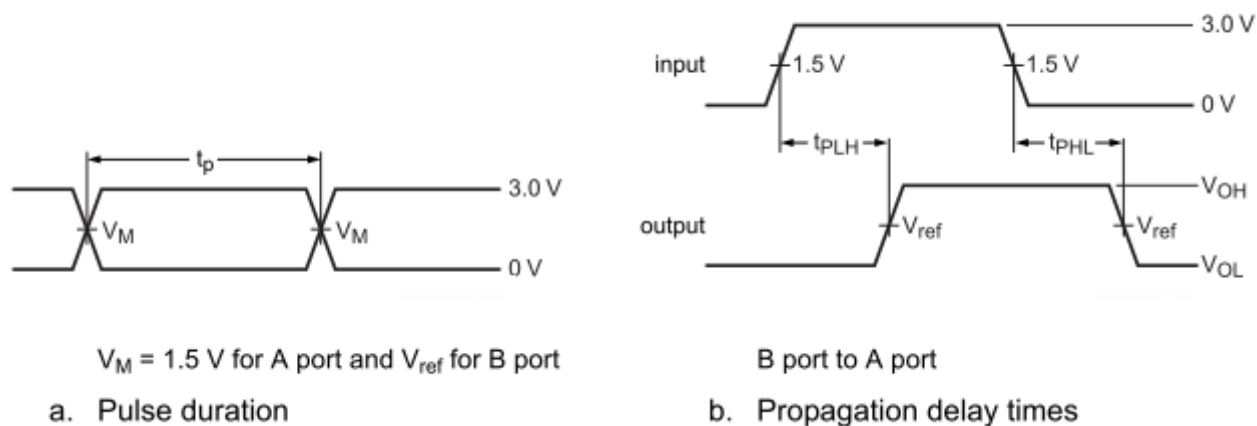 tp
3.0 V
VM
VM
0 V
VM = 1.5 V for A port and Vref for B port
a. Pulse duration
3.0 V
input
1.5 V
1.5 V
0 V
tPLH
tPHL
VOH
output
Vref
Vref
VOL
B port to A port
b. Propagation delay times